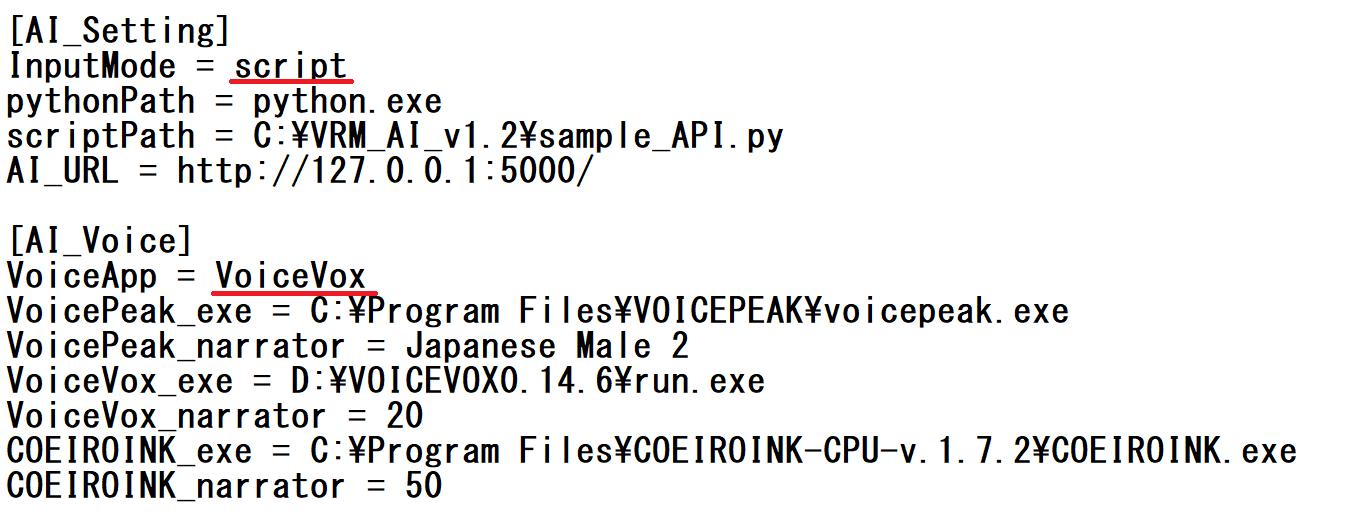 [AI_Setting]
InputMode = script
pythonPath = python.exe
scriptPath = C:¥VRM_AI_v1.2¥sample_API.py
AI_URL = http://127.0.0.1:5000/
[AI_Voice]
VoiceApp = VoiceVox
VoicePeak_exe = C:¥Program Files¥VOICEPEAK¥voicepeak.exe
VoicePeak_narrator = Japanese Male 2
VoiceVox_exe = D:¥VOICEVOX0.14.6¥run.exe
VoiceVox_narrator = 20
COEIROINK_exe = C:¥Program Files¥COEIROINK-CPU-v.1.7.2¥COEIROINK.exe
COEIROINK_narrator = 50